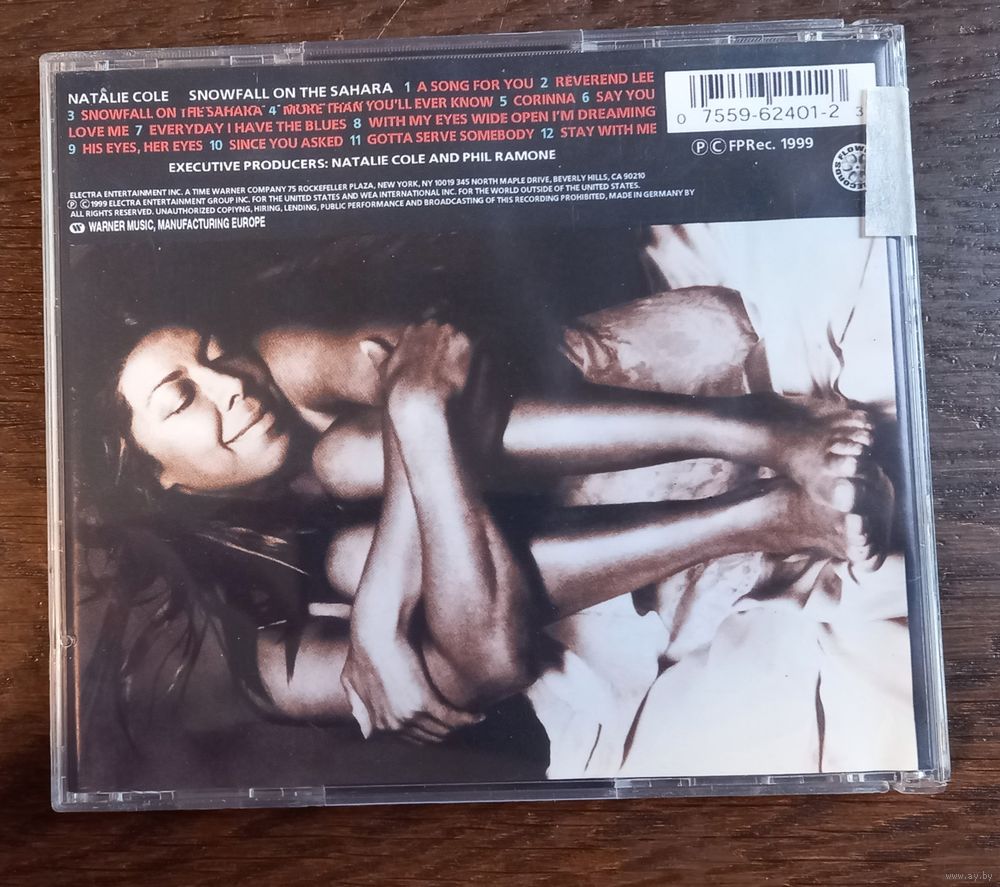 NATALIE COLE SNOWFALL ON THE SAHARA 1 A SONG FOR YOU 2 REVEREND LEE
3 SNOWFALL ON THE SAHARA 4 MORE THAN YOU'LL EVER KNOW 5 CORINNA 6 SAY YOU
LOVE ME 7 EVERYDAY I HAVE THE BLUES 8 WITH MY EYES WIDE OPEN I'M DREAMING
9 HIS EYES, HER EYES 10 SINCE YOU ASKED 11 GOTTA SERVE SOMEBODY 12 STAY WITH ME
EXECUTIVE PRODUCERS: NATALIE COLE AND PHIL RAMONE
0 7559-62401-2 3
Ⓟ © FPRec. 1999
FLOWER
RECORDS
ELECTRA ENTERTAINMENT INC. A TIME WARNER COMPANY 75 ROCKEFELLER PLAZA, NEW YORK, NY 10019 345 NORTH MAPLE DRIVE, BEVERLY HILLS, CA 90210
Ⓟ © 1999 ELECTRA ENTERTAINMENT GROUP INC. FOR THE UNITED STATES AND WEA INTERNATIONAL INC. FOR THE WORLD OUTSIDE OF THE UNITED STATES.
ALL RIGHTS RESERVED. UNAUTHORIZED COPIYNG, HIRING, LENDING, PUBLIC PERFORMANCE AND BROADCASTING OF THIS RECORDING PROHIBITED, MADE IN GERMANY BY
WARNER MUSIC, MANUFACTURING EUROPE
www.ay.by